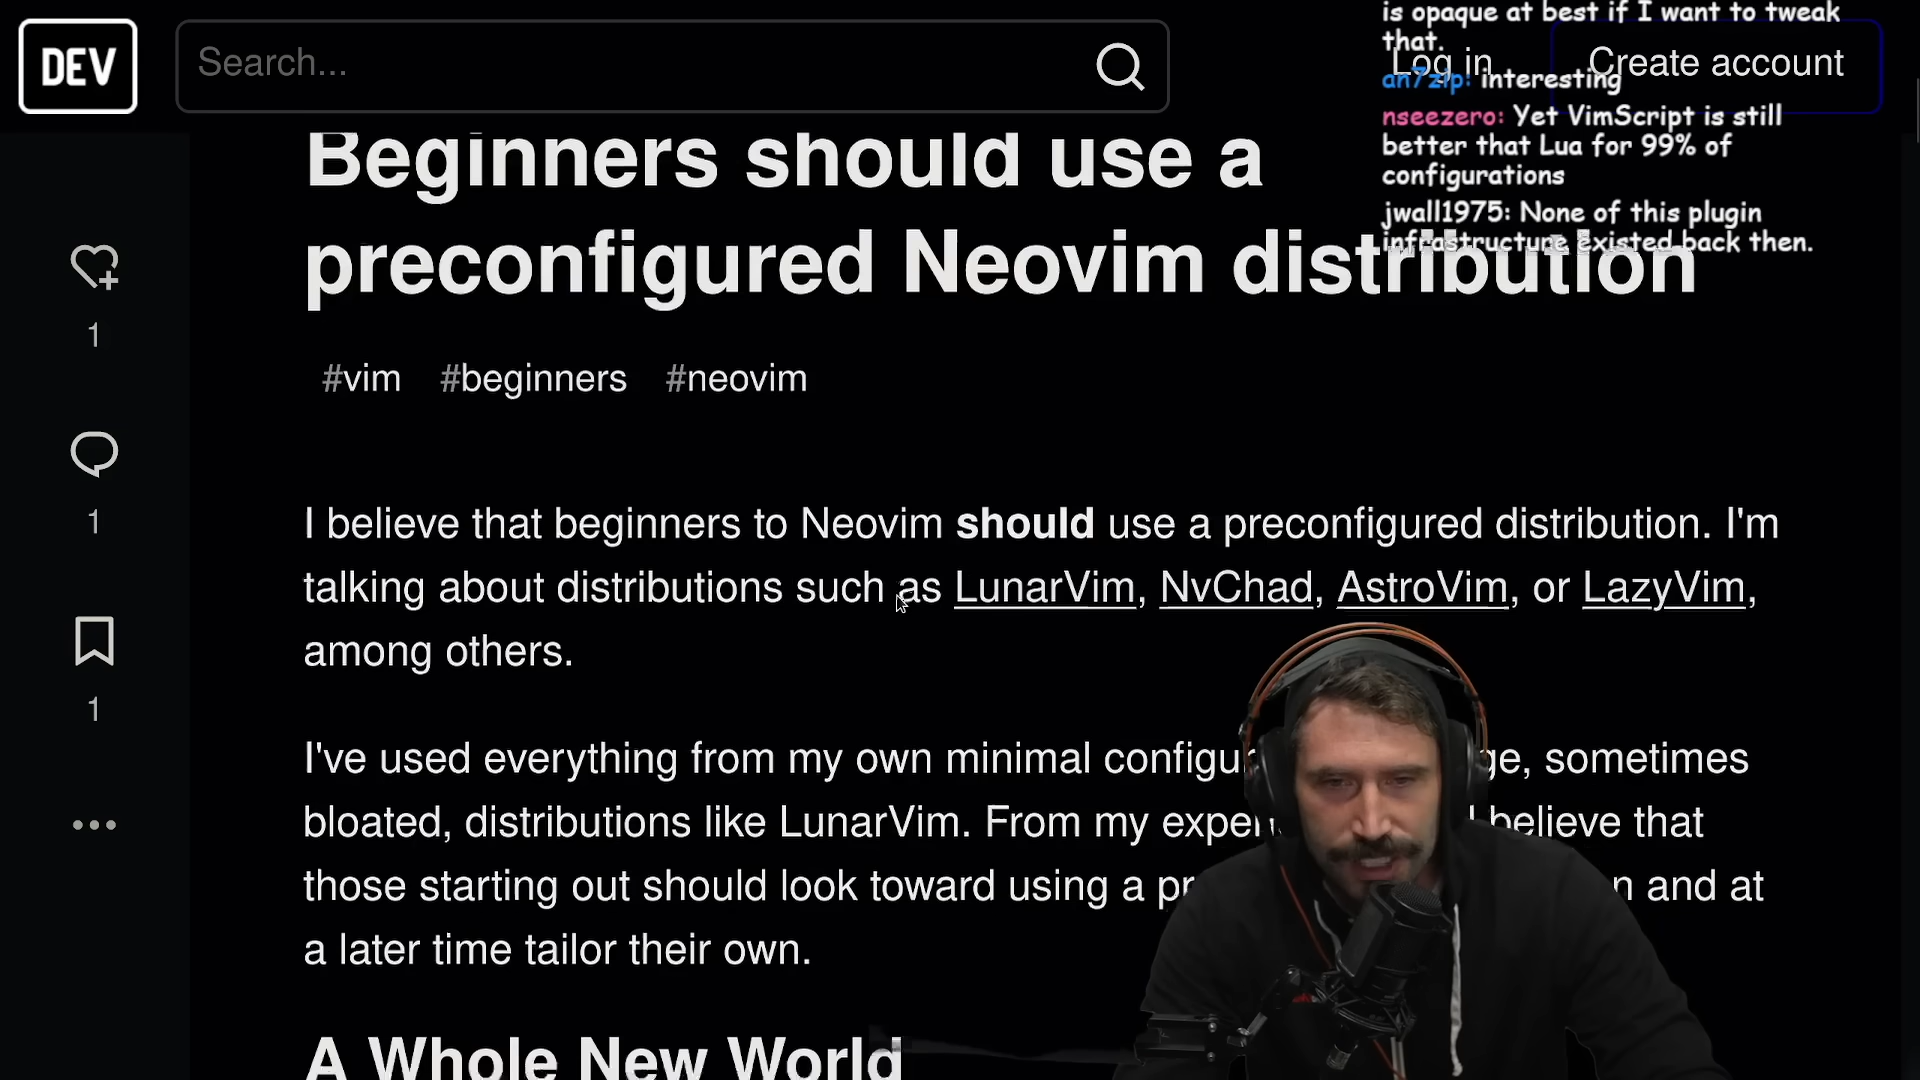 DEV
Search...
Log in
Create account
is opaque at best if I want to tweak
that.
an7zip: interesting
nseezero: Yet VimScript is still
better that Lua for 99% of
configurations
jwall1975: None of this plugin
infrastructure existed back then.
Beginners should use a
preconfigured Neovim distribution
#vim #beginners #neovim
1
1
1
I believe that beginners to Neovim should use a preconfigured distribution. I'm
talking about distributions such as LunarVim, NvChad, AstroVim, or LazyVim,
among others.
I've used everything from my own minimal configu ge, sometimes
bloated, distributions like LunarVim. From my expe I believe that
those starting out should look toward using a pr n and at
a later time tailor their own.
A Whole New World